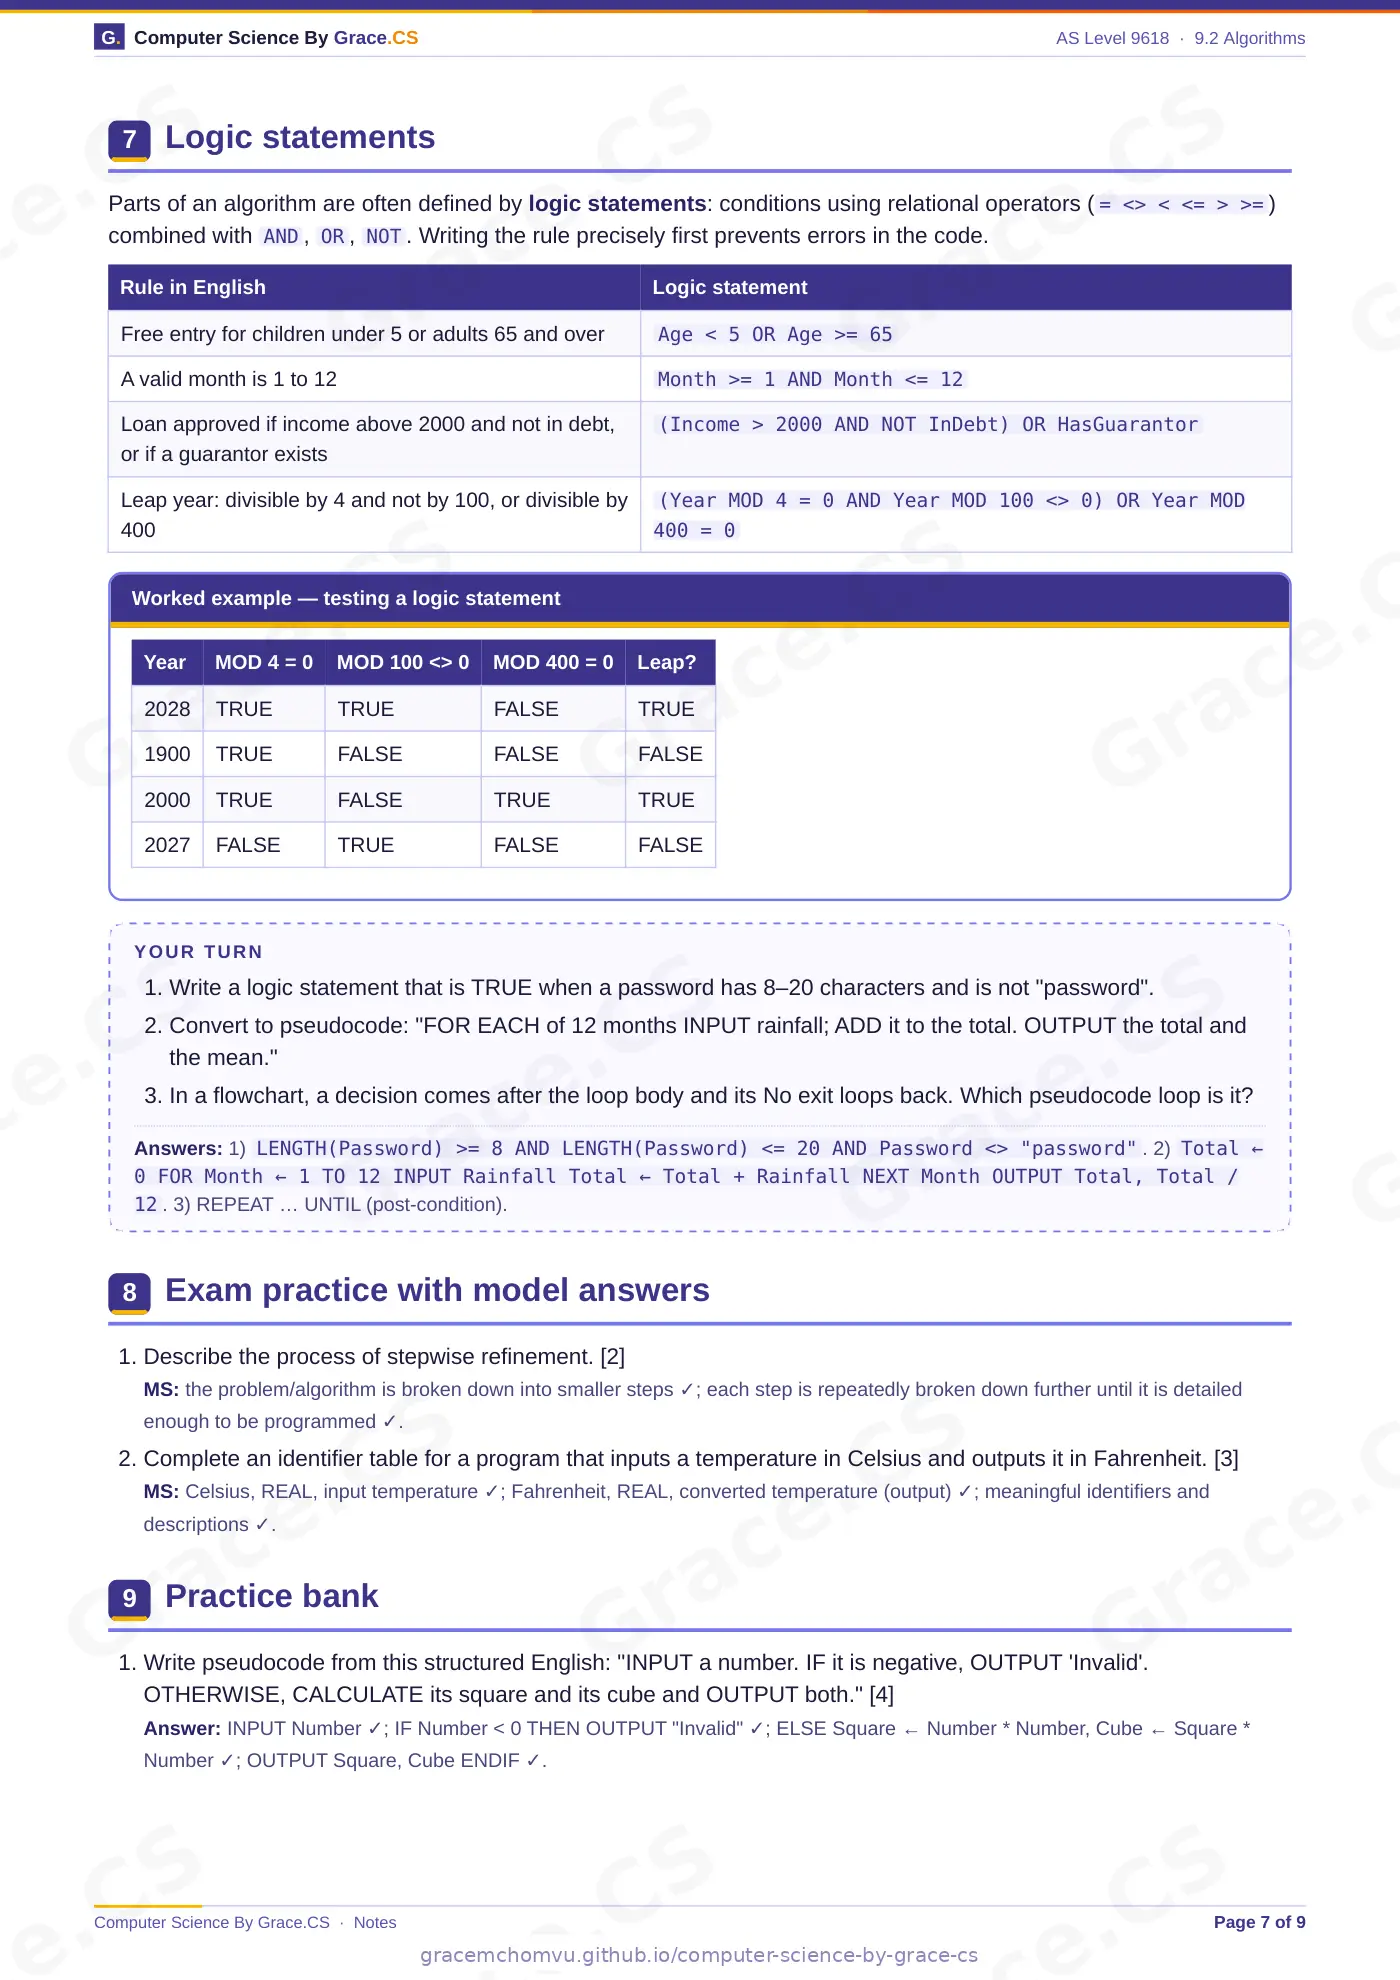 G. Computer Science By Grace.CS
AS Level 9618 · 9.2 Algorithms
7 Logic statements
Parts of an algorithm are often defined by logic statements: conditions using relational operators ( = <> < <= > >= )
combined with AND, OR, NOT. Writing the rule precisely first prevents errors in the code.
Rule in English Logic statement
Free entry for children under 5 or adults 65 and over Age < 5 OR Age >= 65
A valid month is 1 to 12 Month >= 1 AND Month <= 12
Loan approved if income above 2000 and not in debt, (Income > 2000 AND NOT InDebt) OR HasGuarantor
or if a guarantor exists
Leap year: divisible by 4 and not by 100, or divisible by (Year MOD 4 = 0 AND Year MOD 100 <> 0) OR Year MOD
400 400 = 0
Worked example — testing a logic statement
Year MOD 4 = 0 MOD 100 <> 0 MOD 400 = 0 Leap?
2028 TRUE TRUE FALSE TRUE
1900 TRUE FALSE FALSE FALSE
2000 TRUE FALSE TRUE TRUE
2027 FALSE TRUE FALSE FALSE
YOUR TURN
1. Write a logic statement that is TRUE when a password has 8–20 characters and is not "password".
2. Convert to pseudocode: "FOR EACH of 12 months INPUT rainfall; ADD it to the total. OUTPUT the total and
the mean."
3. In a flowchart, a decision comes after the loop body and its No exit loops back. Which pseudocode loop is it?
Answers: 1) LENGTH(Password) >= 8 AND LENGTH(Password) <= 20 AND Password <> "password". 2) Total ←
0 FOR Month ← 1 TO 12 INPUT Rainfall Total ← Total + Rainfall NEXT Month OUTPUT Total, Total /
12. 3) REPEAT … UNTIL (post-condition).
8 Exam practice with model answers
1. Describe the process of stepwise refinement. [2]
MS: the problem/algorithm is broken down into smaller steps ✓; each step is repeatedly broken down further until it is detailed
enough to be programmed ✓.
2. Complete an identifier table for a program that inputs a temperature in Celsius and outputs it in Fahrenheit. [3]
MS: Celsius, REAL, input temperature ✓; Fahrenheit, REAL, converted temperature (output) ✓; meaningful identifiers and
descriptions ✓.
9 Practice bank
1. Write pseudocode from this structured English: "INPUT a number. IF it is negative, OUTPUT 'Invalid'.
OTHERWISE, CALCULATE its square and its cube and OUTPUT both." [4]
Answer: INPUT Number ✓; IF Number < 0 THEN OUTPUT "Invalid" ✓; ELSE Square ← Number * Number, Cube ← Square *
Number ✓; OUTPUT Square, Cube ENDIF ✓.
Computer Science By Grace.CS · Notes
Page 7 of 9
gracemchomvu.github.io/computer-science-by-grace-cs